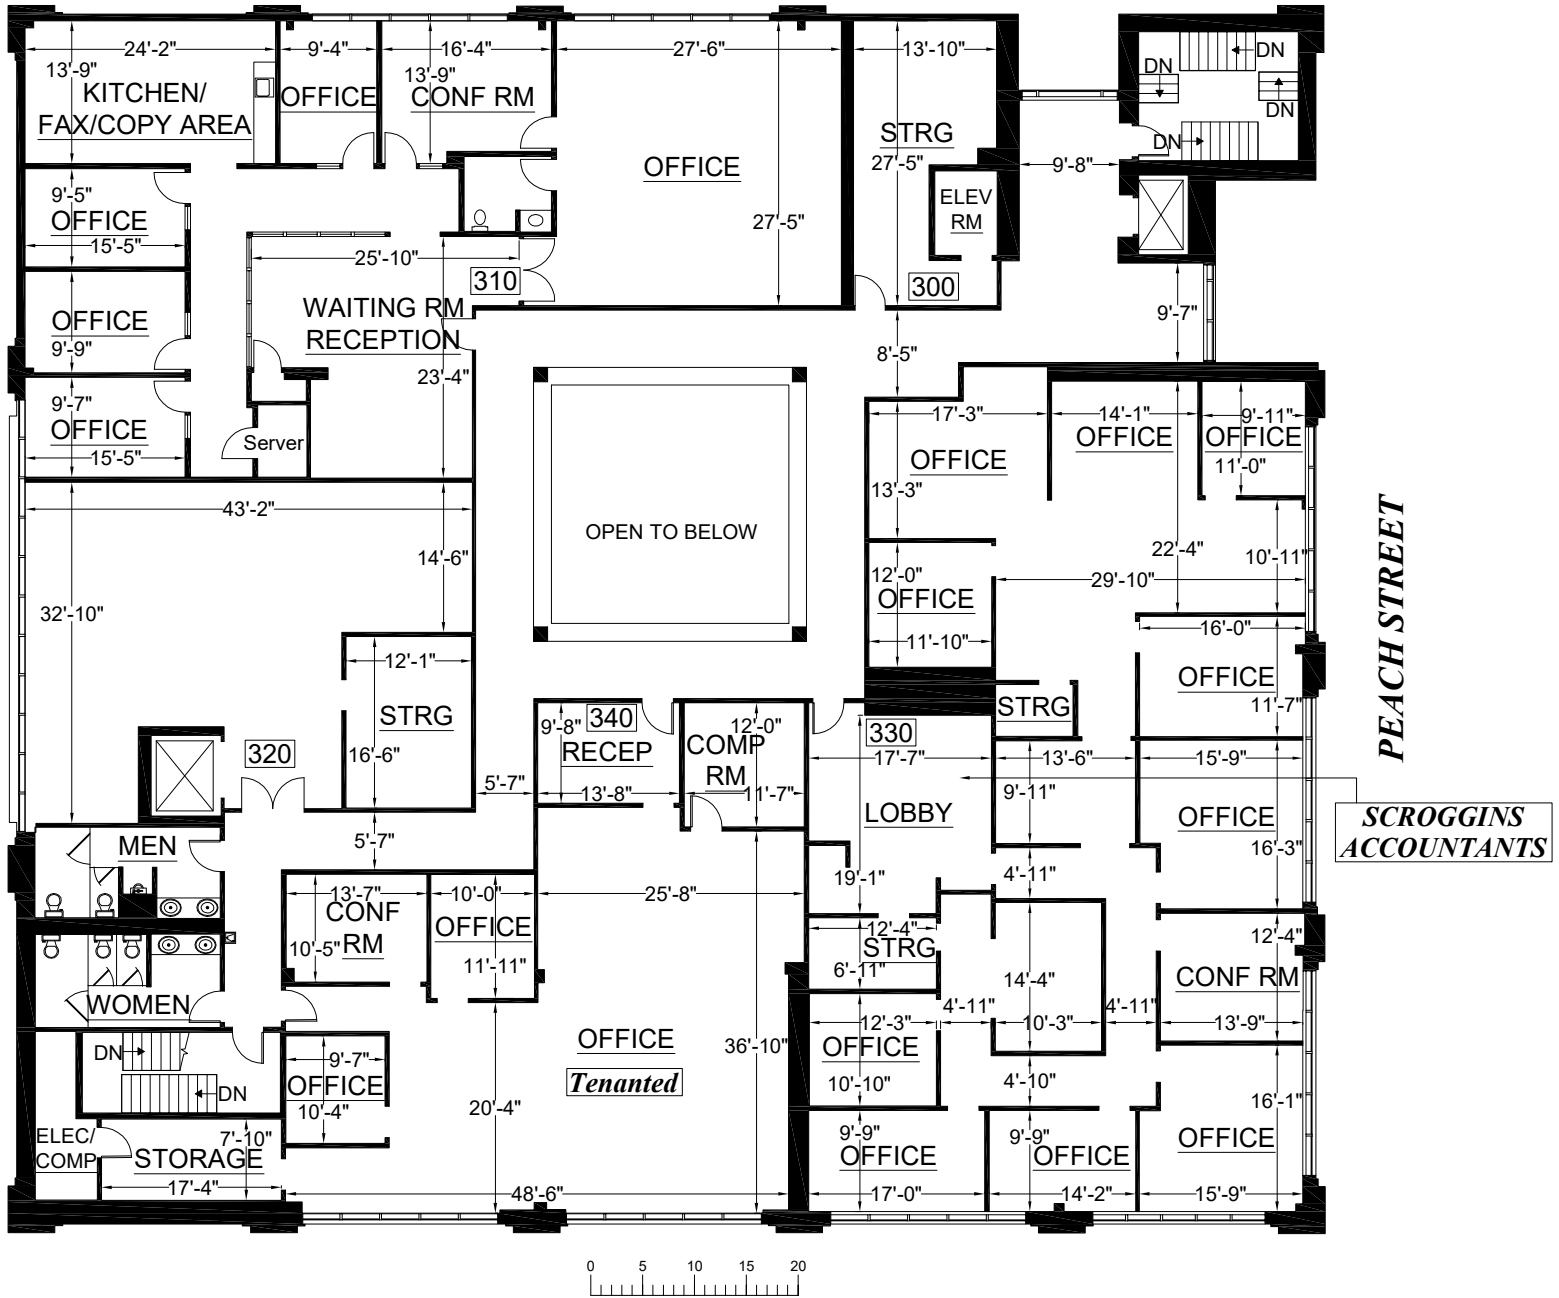 24'-2"
9'-4"
16'-4"
27'-6"
13'-10"
DN
13'-9"
KITCHEN/
FAX/COPY AREA
OFFICE
13'-9"
CONF RM
DN
DN
DN
OFFICE
STRG
27'-5"
9'-8"
9'-5"
OFFICE
15'-5"
ELEV
RM
27'-5"
25'-10"
310
300
WAITING RM
RECEPTION
OFFICE
9'-9"
9'-7"
8'-5"
23'-4"
9'-7"
OFFICE
15'-5"
Server
17'-3"
14'-1"
9'-11"
OFFICE
OFFICE
OFFICE
11'-0"
13'-3"
43'-2"
14'-6"
OPEN TO BELOW
22'-4"
10'-11"
29'-10"
12'-0"
OFFICE
11'-10"
32'-10"
16'-0"
OFFICE
11'-7"
PEACH STREET
12'-1"
STRG
16'-6"
STRG
320
9'-8"
340
RECEP
13'-8"
12'-0"
COMP
RM
11'-7"
330
17'-7"
LOBBY
19'-1"
13'-6"
9'-11"
15'-9"
OFFICE
16'-3"
SCROGGINS
ACCOUNTANTS
5'-7"
5'-7"
MEN
4'-11"
13'-7"
CONF
RM
10'-5"
10'-0"
OFFICE
11'-11"
25'-8"
12'-4"
STRG
6'-11"
12'-4"
CONF RM
13'-9"
WOMEN
14'-4"
10'-3"
4'-11"
4'-11"
12'-3"
OFFICE
10'-10"
OFFICE
Tenanted
36'-10"
DN
DN
9'-7"
OFFICE
10'-4"
20'-4"
4'-10"
16'-1"
OFFICE
15'-9"
ELEC/
COMP
7'-10"
STORAGE
17'-4"
48'-6"
9'-9"
OFFICE
17'-0"
9'-9"
OFFICE
14'-2"
0 5 10 15 20